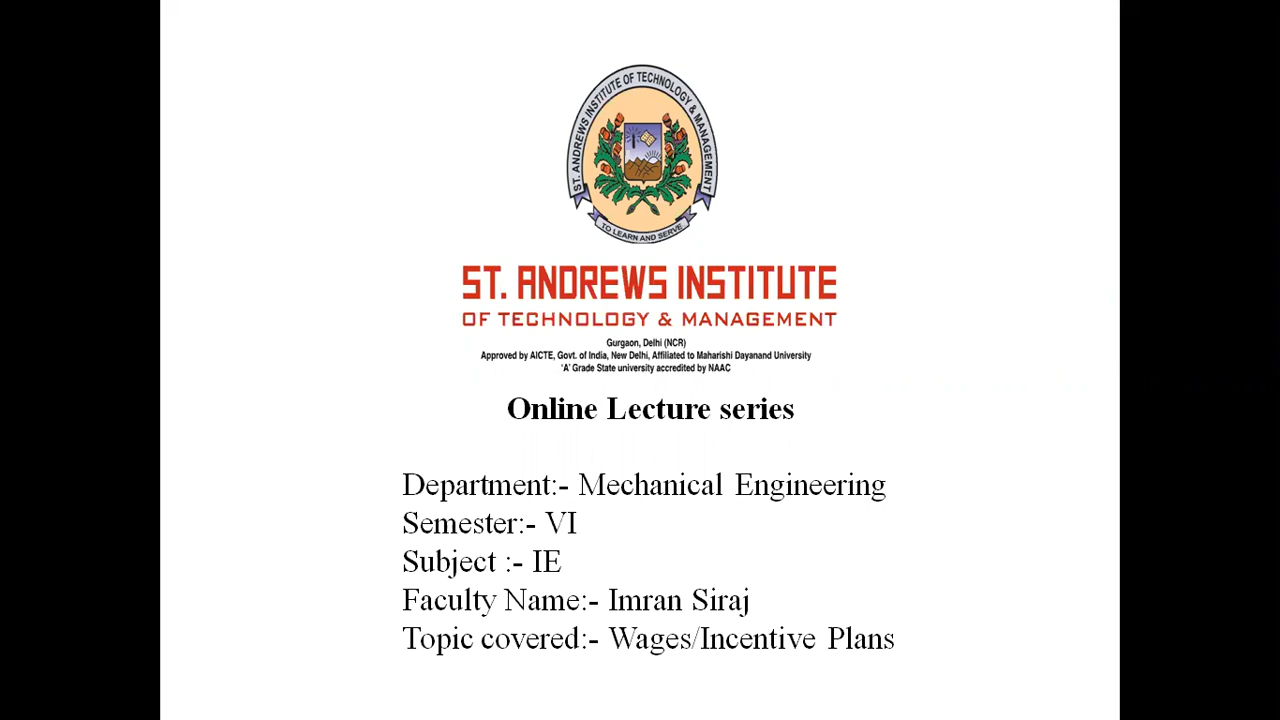 ST. ANDREWS INSTITUTE OF TECHNOLOGY & MANAGEMENT
TO LEARN AND SERVE
ST. ANDREWS INSTITUTE
OF TECHNOLOGY & MANAGEMENT
Gurgaon, Delhi (NCR)
Approved by AICTE, Govt. of India, New Delhi, Affiliated to Maharishi Dayanand University
'A' Grade State university accredited by NAAC
Online Lecture series
Department:- Mechanical Engineering
Semester:- VI
Subject :- IE
Faculty Name:- Imran Siraj
Topic covered:- Wages/Incentive Plans